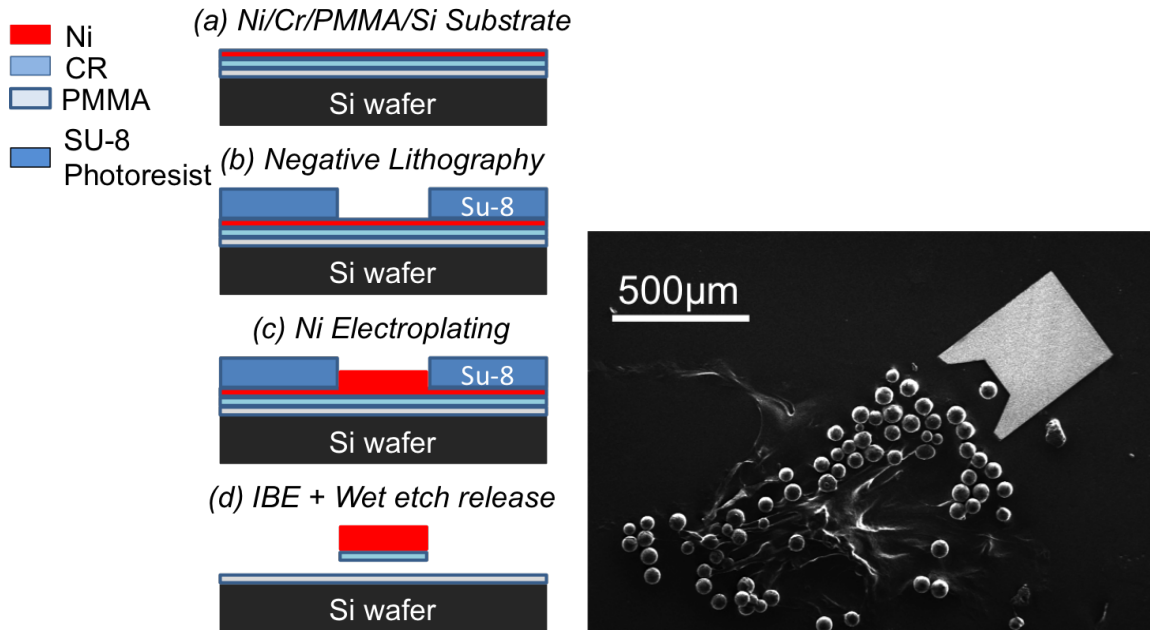 Ni
CR
PMMA
SU-8
Photoresist
(a) Ni/Cr/PMMA/Si Substrate
Si wafer
(b) Negative Lithography
Su-8
Si wafer
(c) Ni Electroplating
Su-8
Si wafer
(d) IBE + Wet etch release
Si wafer
500μm